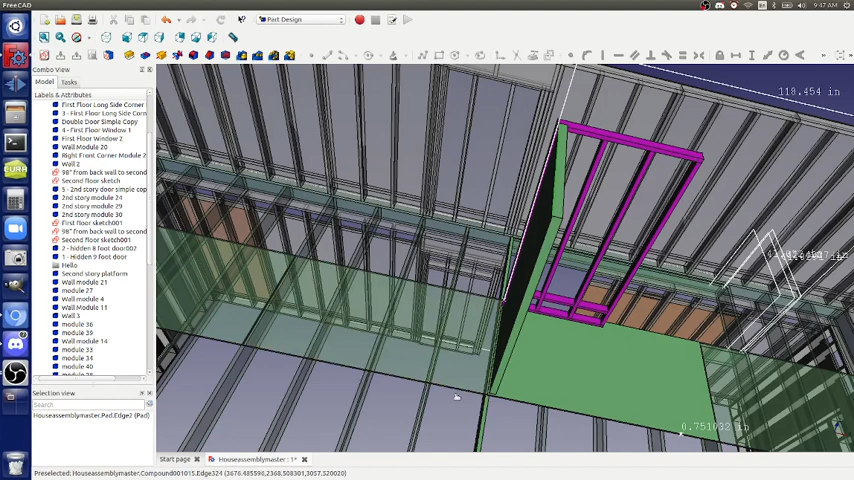 FreeCAD
9:47 AM
Part Design
Combo View
Model
Tasks
Labels & Attributes
First Floor Long Side Corner
3 - First Floor Long Side Corner
Double Door Simple Copy
4 - First Floor Window 1
First Floor Window 2
Wall Module 20
Right Front Corner Module 2
Wall 2
98" from back wall to second
Second floor sketch
5 - 2nd story door simple cop
2nd story module 24
2nd story module 29
2nd story module 30
First floor sketch001
98" from back wall to second
Second floor sketch001
2 - hidden 8 foot door002
1 - Hidden 9 foot door
Hello
Second story platform
Wall module 21
module 27
Wall module 4
Wall Module 11
Wall 3
module 36
module 39
Wall module 14
module 33
module 34
module 40
Selection view
Search
Houseassemblymaster.Pad.Edge2 (Pad)
118.454 in
0.751032 in
Start page
Houseassemblymaster : 1*
Preselected: Houseassemblymaster.Compound001015.Edge324 (3676.485596,2368.508301,3057.520020)